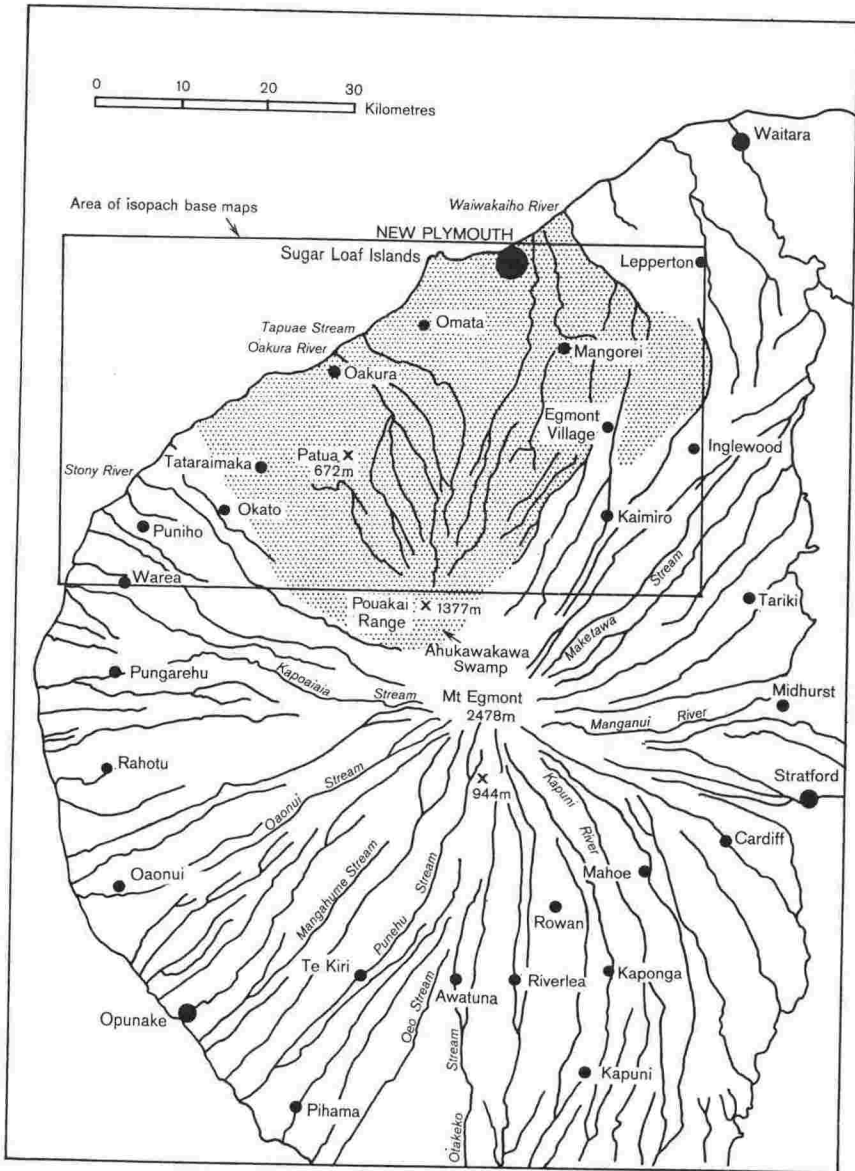 0 10 20 30
Kilometres
Waitara
Area of isopach base maps
Waiwakaiho River
NEW PLYMOUTH
Sugar Loaf Islands
Lepperton
Omata
Tapuae Stream
Oakura River
Mangorei
Oakura
Egmont
Village
Patua
672m
Inglewood
Tataraimaka
Stony River
Okato
Kaimiro
Puniho
Stream
Warea
Maketawa
Tariki
Pouakai
Range
1377m
Ahukawakawa
Swamp
Pungarehu
Kapoaiaia
Stream
Mt Egmont
2478m
Midhurst
Manganui River
Rahotu
Stratford
944m
Oaonui Stream
Kapuni River
Cardiff
Oaonui
Mahoe
Mangahume Stream
Punehu Stream
Rowan
Te Kiri
Awatuna
Riverlea
Kaponga
Oeo Stream
Opunake
Kapuni
Pihama
Otakeko Stream